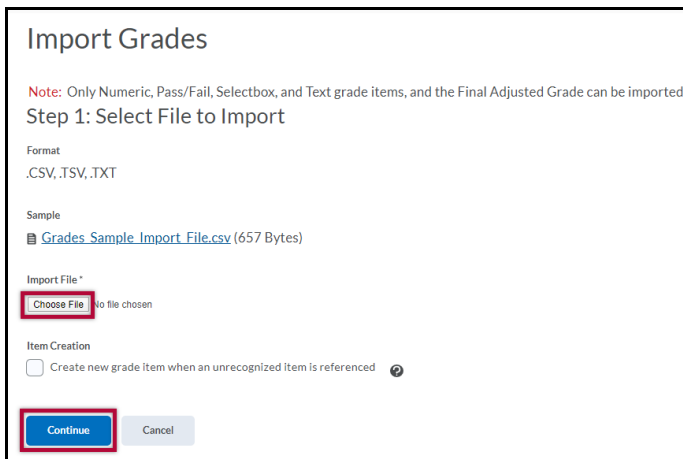 Import Grades
Note: Only Numeric, Pass/Fail, Selectbox, and Text grade items, and the Final Adjusted Grade can be imported
Step 1: Select File to Import
Format
.CSV, .TSV, .TXT
Sample
Grades_Sample_Import_File.csv (657 Bytes)
Import File *
Choose File No file chosen
Item Creation
Create new grade item when an unrecognized item is referenced ?
Continue Cancel